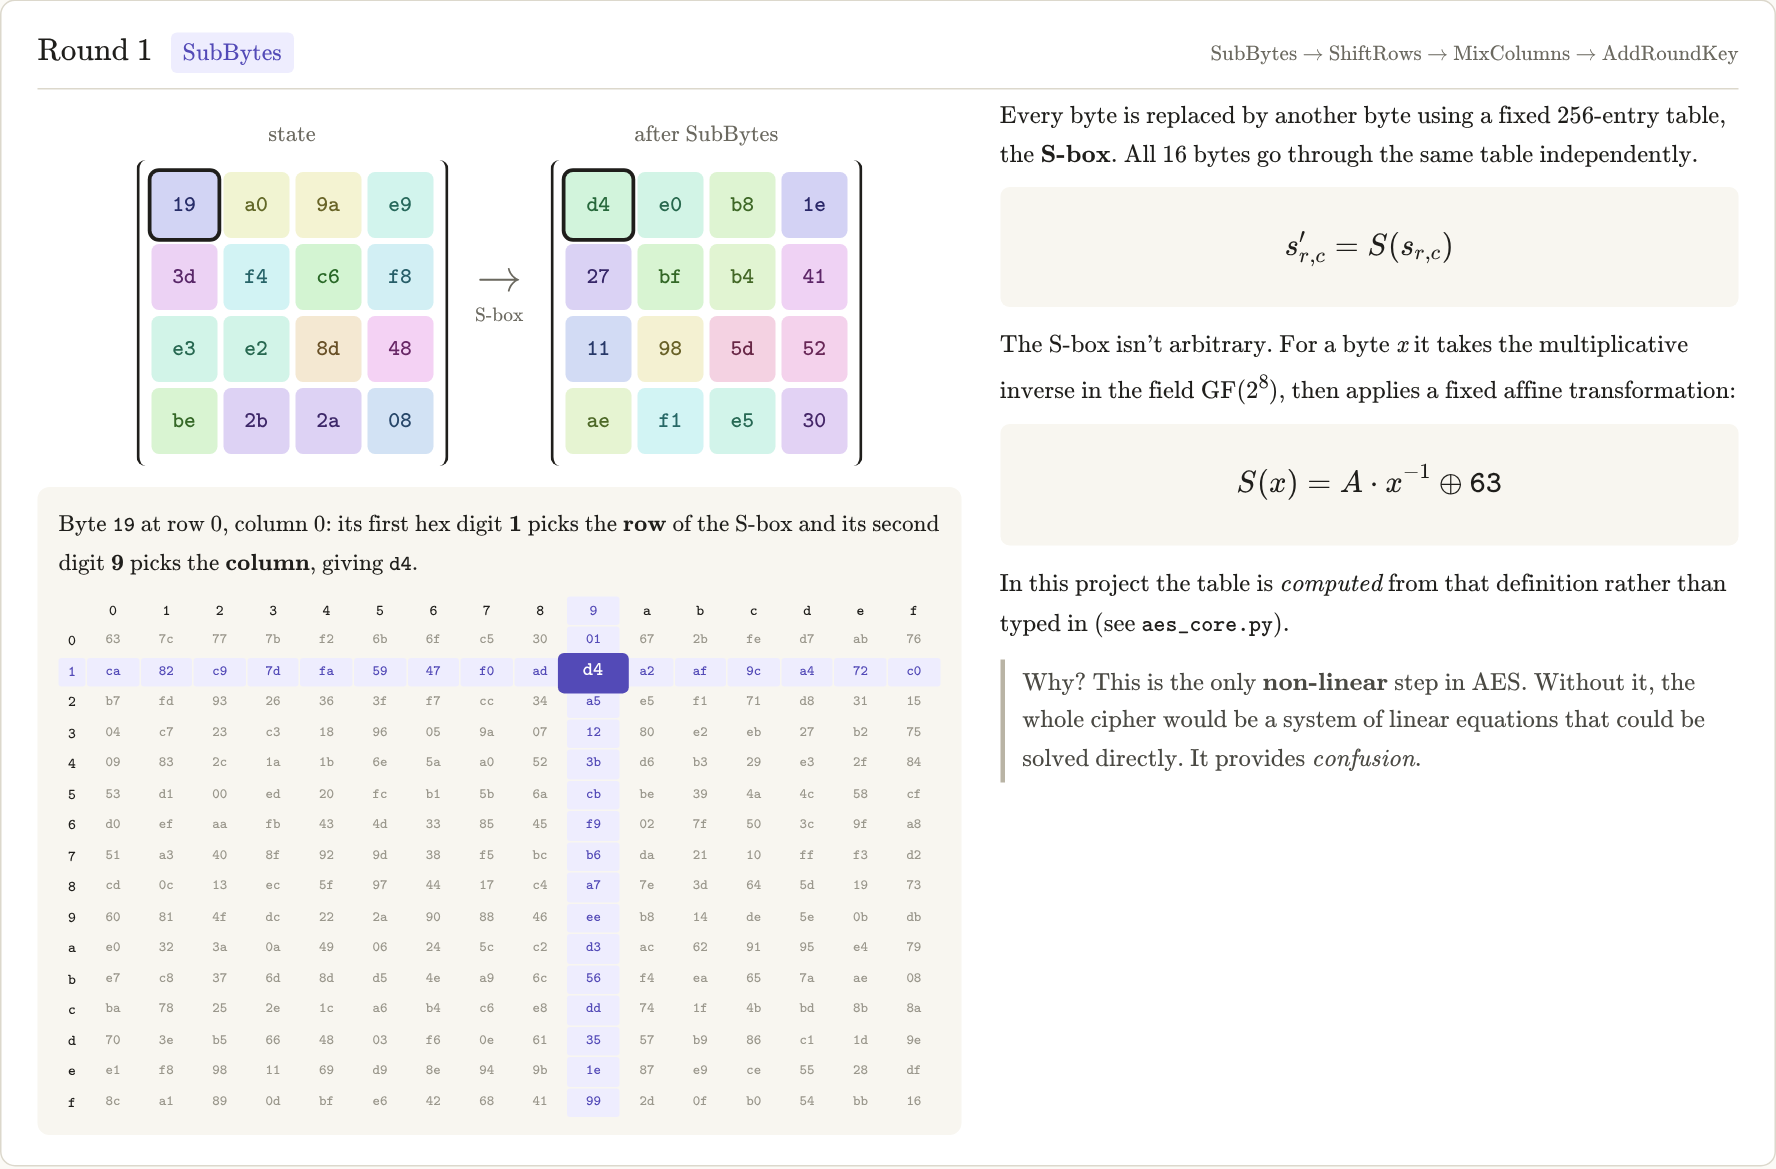 Round 1 SubBytes
SubBytes → ShiftRows → MixColumns → AddRoundKey
state
19 a0 9a e9
3d f4 c6 f8
e3 e2 8d 48
be 2b 2a 08
→
S-box
after SubBytes
d4 e0 b8 1e
27 bf b4 41
11 98 5d 52
ae f1 e5 30
Byte 19 at row 0, column 0: its first hex digit 1 picks the row of the S-box and its second
digit 9 picks the column, giving d4.
0 1 2 3 4 5 6 7 8 9 a b c d e f
0 63 7c 77 7b f2 6b 6f c5 30 01 67 2b fe d7 ab 76
1 ca 82 c9 7d fa 59 47 f0 ad d4 a2 af 9c a4 72 c0
2 b7 fd 93 26 36 3f f7 cc 34 a5 e5 f1 71 d8 31 15
3 04 c7 23 c3 18 96 05 9a 07 12 80 e2 eb 27 b2 75
4 09 83 2c 1a 1b 6e 5a a0 52 3b d6 b3 29 e3 2f 84
5 53 d1 00 ed 20 fc b1 5b 6a cb be 39 4a 4c 58 cf
6 d0 ef aa fb 43 4d 33 85 45 f9 02 7f 50 3c 9f a8
7 51 a3 40 8f 92 9d 38 f5 bc b6 da 21 10 ff f3 d2
8 cd 0c 13 ec 5f 97 44 17 c4 a7 7e 3d 64 5d 19 73
9 60 81 4f dc 22 2a 90 88 46 ee b8 14 de 5e 0b db
a e0 32 3a 0a 49 06 24 5c c2 d3 ac 62 91 95 e4 79
b e7 c8 37 6d 8d d5 4e a9 6c 56 f4 ea 65 7a ae 08
c ba 78 25 2e 1c a6 b4 c6 e8 dd 74 1f 4b bd 8b 8a
d 70 3e b5 66 48 03 f6 0e 61 35 57 b9 86 c1 1d 9e
e e1 f8 98 11 69 d9 8e 94 9b 1e 87 e9 ce 55 28 df
f 8c a1 89 0d bf e6 42 68 41 99 2d 0f b0 54 bb 16
Every byte is replaced by another byte using a fixed 256-entry table,
the S-box. All 16 bytes go through the same table independently.
s′r,c = S(sr,c)
The S-box isn’t arbitrary. For a byte x it takes the multiplicative
inverse in the field GF(2⁸), then applies a fixed affine transformation:
S(x) = A · x⁻¹ ⊕ 63
In this project the table is computed from that definition rather than
typed in (see aes_core.py).
Why? This is the only non-linear step in AES. Without it, the
whole cipher would be a system of linear equations that could be
solved directly. It provides confusion.